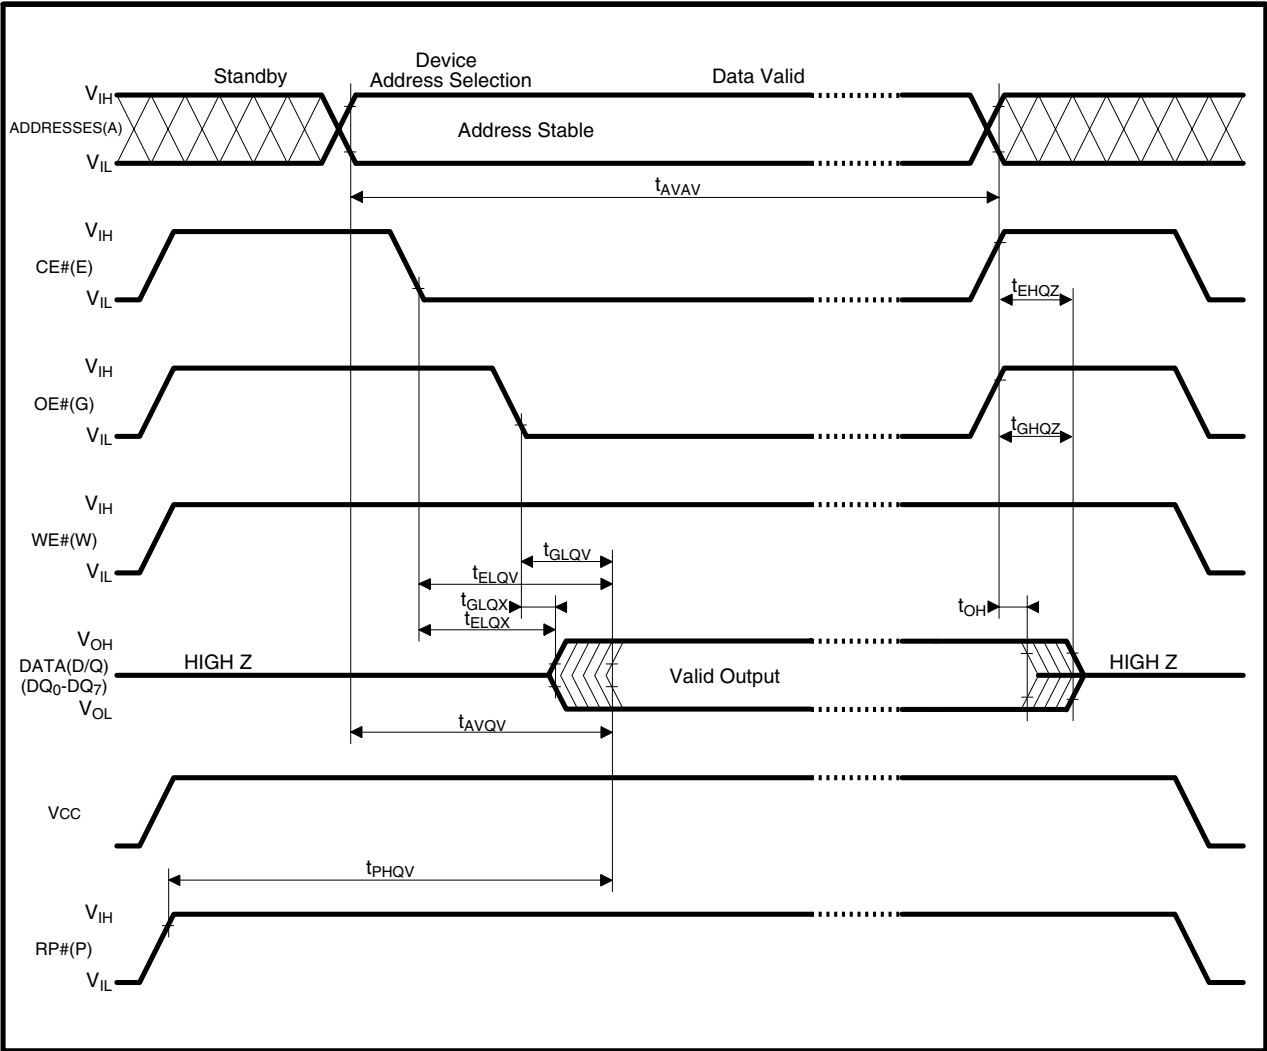 Standby
Device
Address Selection
Data Valid
VIH
ADDRESSES(A)
Address Stable
VIL
tAVAV
VIH
CE#(E)
VIL
tEHQZ
VIH
OE#(G)
VIL
tGHQZ
VIH
WE#(W)
VIL
tGLQV
tELQV
tGLQX
tELQX
tOH
VOH
DATA(D/Q)
(DQ0-DQ7)
VOL
HIGH Z
Valid Output
HIGH Z
tAVQV
VCC
tPHQV
VIH
RP#(P)
VIL